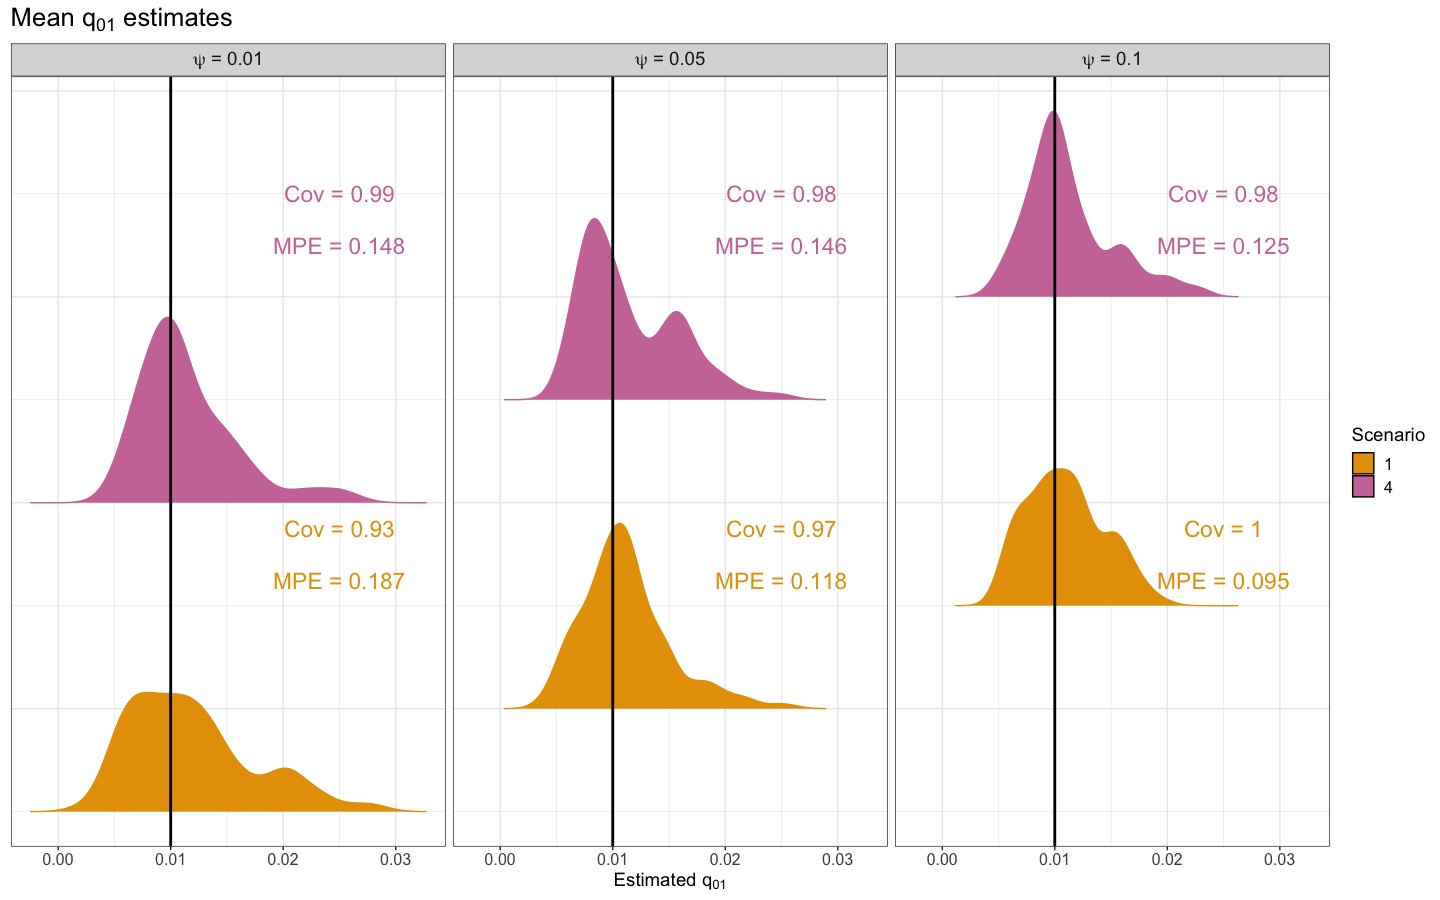 Mean q01 estimates
ψ = 0.01
ψ = 0.05
ψ = 0.1
Cov = 0.99
MPE = 0.148
Cov = 0.93
MPE = 0.187
Cov = 0.98
MPE = 0.146
Cov = 0.97
MPE = 0.118
Cov = 0.98
MPE = 0.125
Cov = 1
MPE = 0.095
0.00 0.01 0.02 0.03
0.00 0.01 0.02 0.03
0.00 0.01 0.02 0.03
Estimated q01
Scenario
1
4